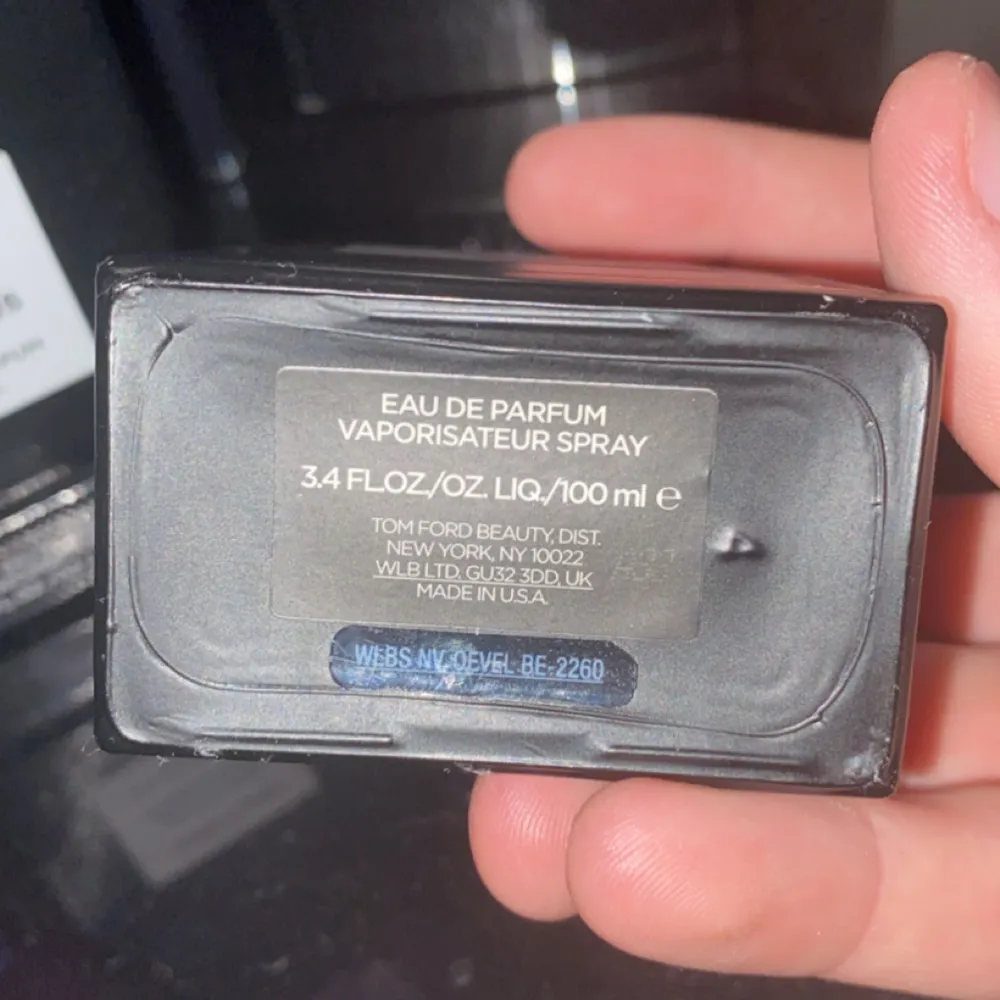 EAU DE PARFUM
VAPORISATEUR SPRAY
3.4 FL.OZ./OZ. LIQ./100 ml ℮
TOM FORD BEAUTY, DIST.
NEW YORK, NY 10022
WLB LTD, GU32 3DD, UK
MADE IN U.S.A.
WLBS NV OEVEL BE-2260